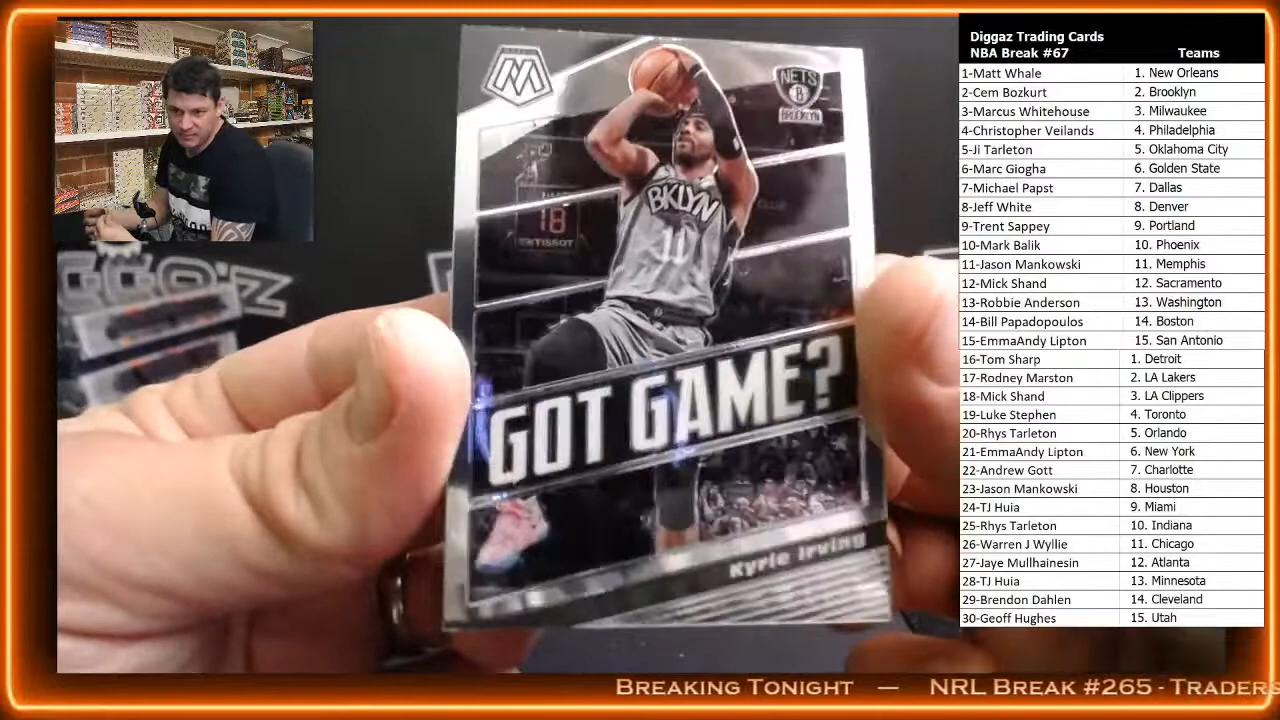 Diggaz Trading Cards
NBA Break #67 Teams
1-Matt Whale 1. New Orleans
2-Cem Bozkurt 2. Brooklyn
3-Marcus Whitehouse 3. Milwaukee
4-Christopher Veilands 4. Philadelphia
5-Ji Tarleton 5. Oklahoma City
6-Marc Giogha 6. Golden State
7-Michael Papst 7. Dallas
8-Jeff White 8. Denver
9-Trent Sappey 9. Portland
10-Mark Balik 10. Phoenix
11-Jason Mankowski 11. Memphis
12-Mick Shand 12. Sacramento
13-Robbie Anderson 13. Washington
14-Bill Papadopoulos 14. Boston
15-EmmaAndy Lipton 15. San Antonio
16-Tom Sharp 1. Detroit
17-Rodney Marston 2. LA Lakers
18-Mick Shand 3. LA Clippers
19-Luke Stephen 4. Toronto
20-Rhys Tarleton 5. Orlando
21-EmmaAndy Lipton 6. New York
22-Andrew Gott 7. Charlotte
23-Jason Mankowski 8. Houston
24-TJ Huia 9. Miami
25-Rhys Tarleton 10. Indiana
26-Warren J Wyllie 11. Chicago
27-Jaye Mullhainesin 12. Atlanta
28-TJ Huia 13. Minnesota
29-Brendon Dahlen 14. Cleveland
30-Geoff Hughes 15. Utah
NETS
B
BROOKLYN
BKLYN
11
18
TISSOT
GOT GAME?
Kyrie Irving
Breaking Tonight — NRL Break #265 - Traders